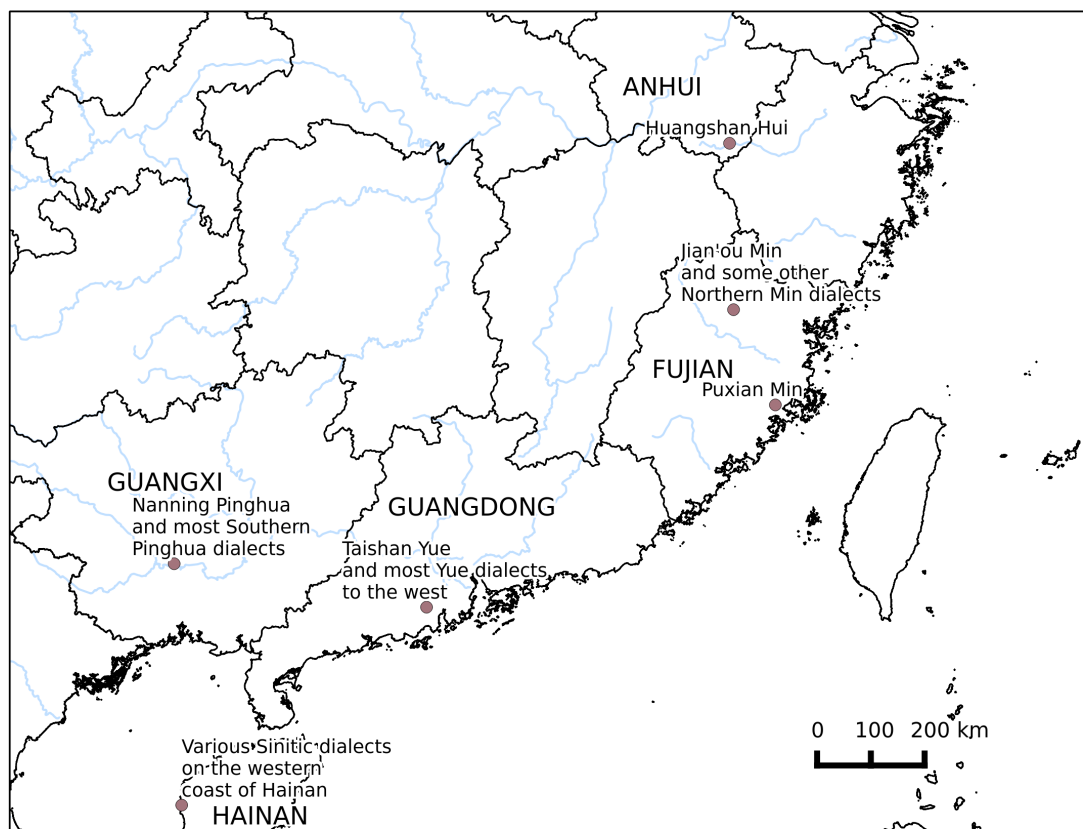 ANHUI
Huangshan Hui
Jian'ou Min
and some other
Northern Min dialects
FUJIAN
Puxian Min
GUANGXI
Nanning Pinghua
and most Southern
Pinghua dialects
GUANGDONG
Taishan Yue
and most Yue dialects
to the west
0 100 200 km
Various Sinitic dialects
on the western
coast of Hainan
HAINAN